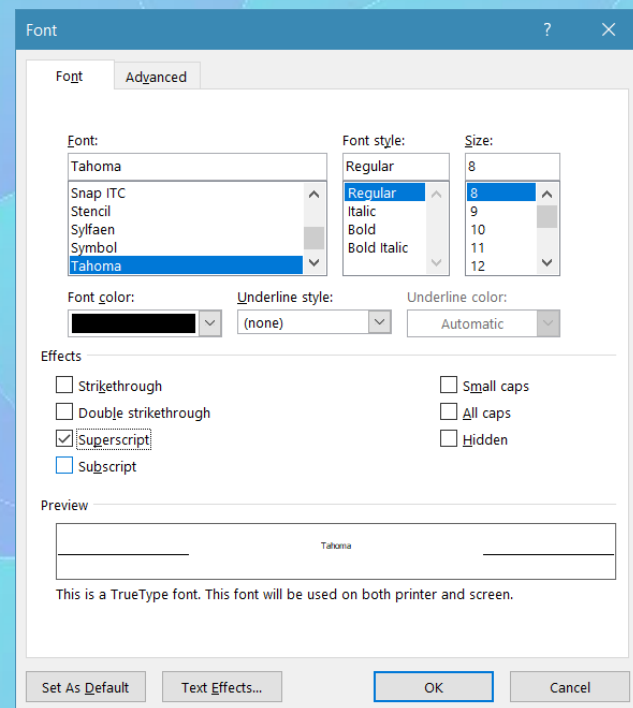 Font ?
Font Advanced
Font: Font style: Size:
Tahoma Regular 8
Snap ITC Regular 8
Stencil Italic 9
Sylfaen Bold 10
Symbol Bold Italic 11
Tahoma 12
Font color: Underline style: Underline color:
(none) Automatic
Effects
Strikethrough Small caps
Double strikethrough All caps
Superscript Hidden
Subscript
Preview
Tahoma
This is a TrueType font. This font will be used on both printer and screen.
Set As Default Text Effects... OK Cancel